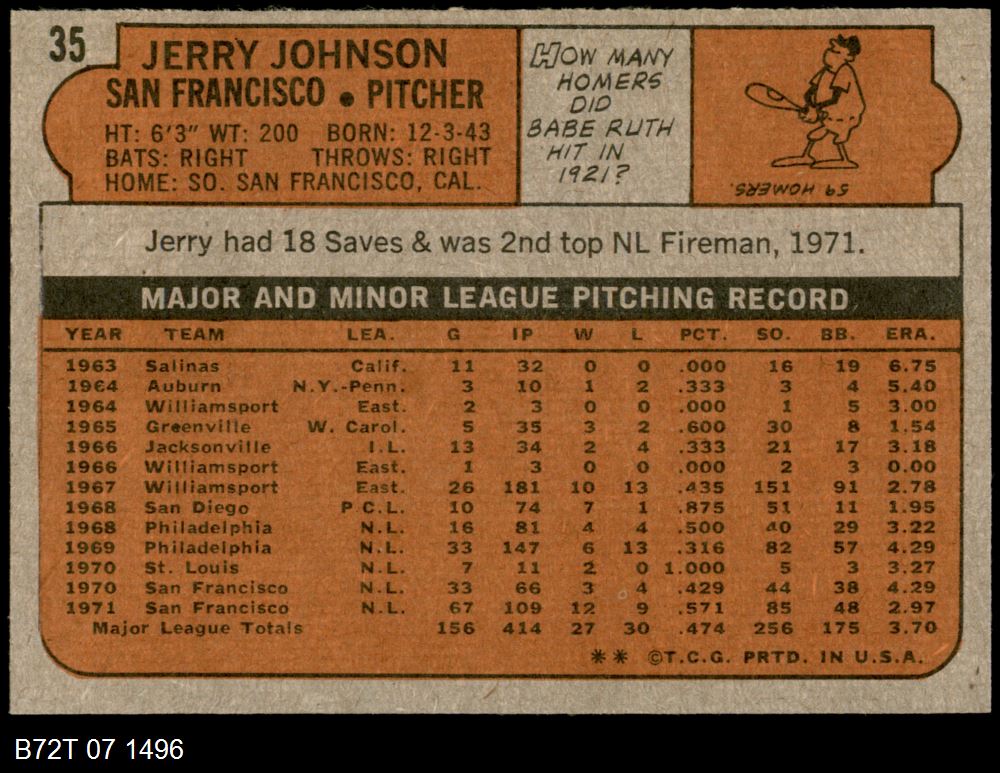 35
JERRY JOHNSON
SAN FRANCISCO • PITCHER
HT: 6'3" WT: 200 BORN: 12-3-43
BATS: RIGHT THROWS: RIGHT
HOME: SO. SAN FRANCISCO, CAL.
HOW MANY
HOMERS
DID
BABE RUTH
HIT IN
1921?
59 HOMERS.
Jerry had 18 Saves & was 2nd top NL Fireman, 1971.
MAJOR AND MINOR LEAGUE PITCHING RECORD
YEAR TEAM LEA. G IP W L PCT. SO. BB. ERA.
1963 Salinas Calif. 11 32 0 0 .000 16 19 6.75
1964 Auburn N.Y.-Penn. 3 10 1 2 .333 3 4 5.40
1964 Williamsport East. 2 3 0 0 .000 1 5 3.00
1965 Greenville W. Carol. 5 35 3 2 .600 30 8 1.54
1966 Jacksonville I.L. 13 34 2 4 .333 21 17 3.18
1966 Williamsport East. 1 3 0 0 .000 2 3 0.00
1967 Williamsport East. 26 181 10 13 .435 151 91 2.78
1968 San Diego P.C.L. 10 74 7 1 .875 51 11 1.95
1968 Philadelphia N.L. 16 81 4 4 .500 40 29 3.22
1969 Philadelphia N.L. 33 147 6 13 .316 82 57 4.29
1970 St. Louis N.L. 7 11 2 0 1.000 5 3 3.27
1970 San Francisco N.L. 33 66 3 4 .429 44 38 4.29
1971 San Francisco N.L. 67 109 12 9 .571 85 48 2.97
Major League Totals 156 414 27 30 .474 256 175 3.70
** ©T.C.G. PRTD. IN U.S.A.
B72T 07 1496